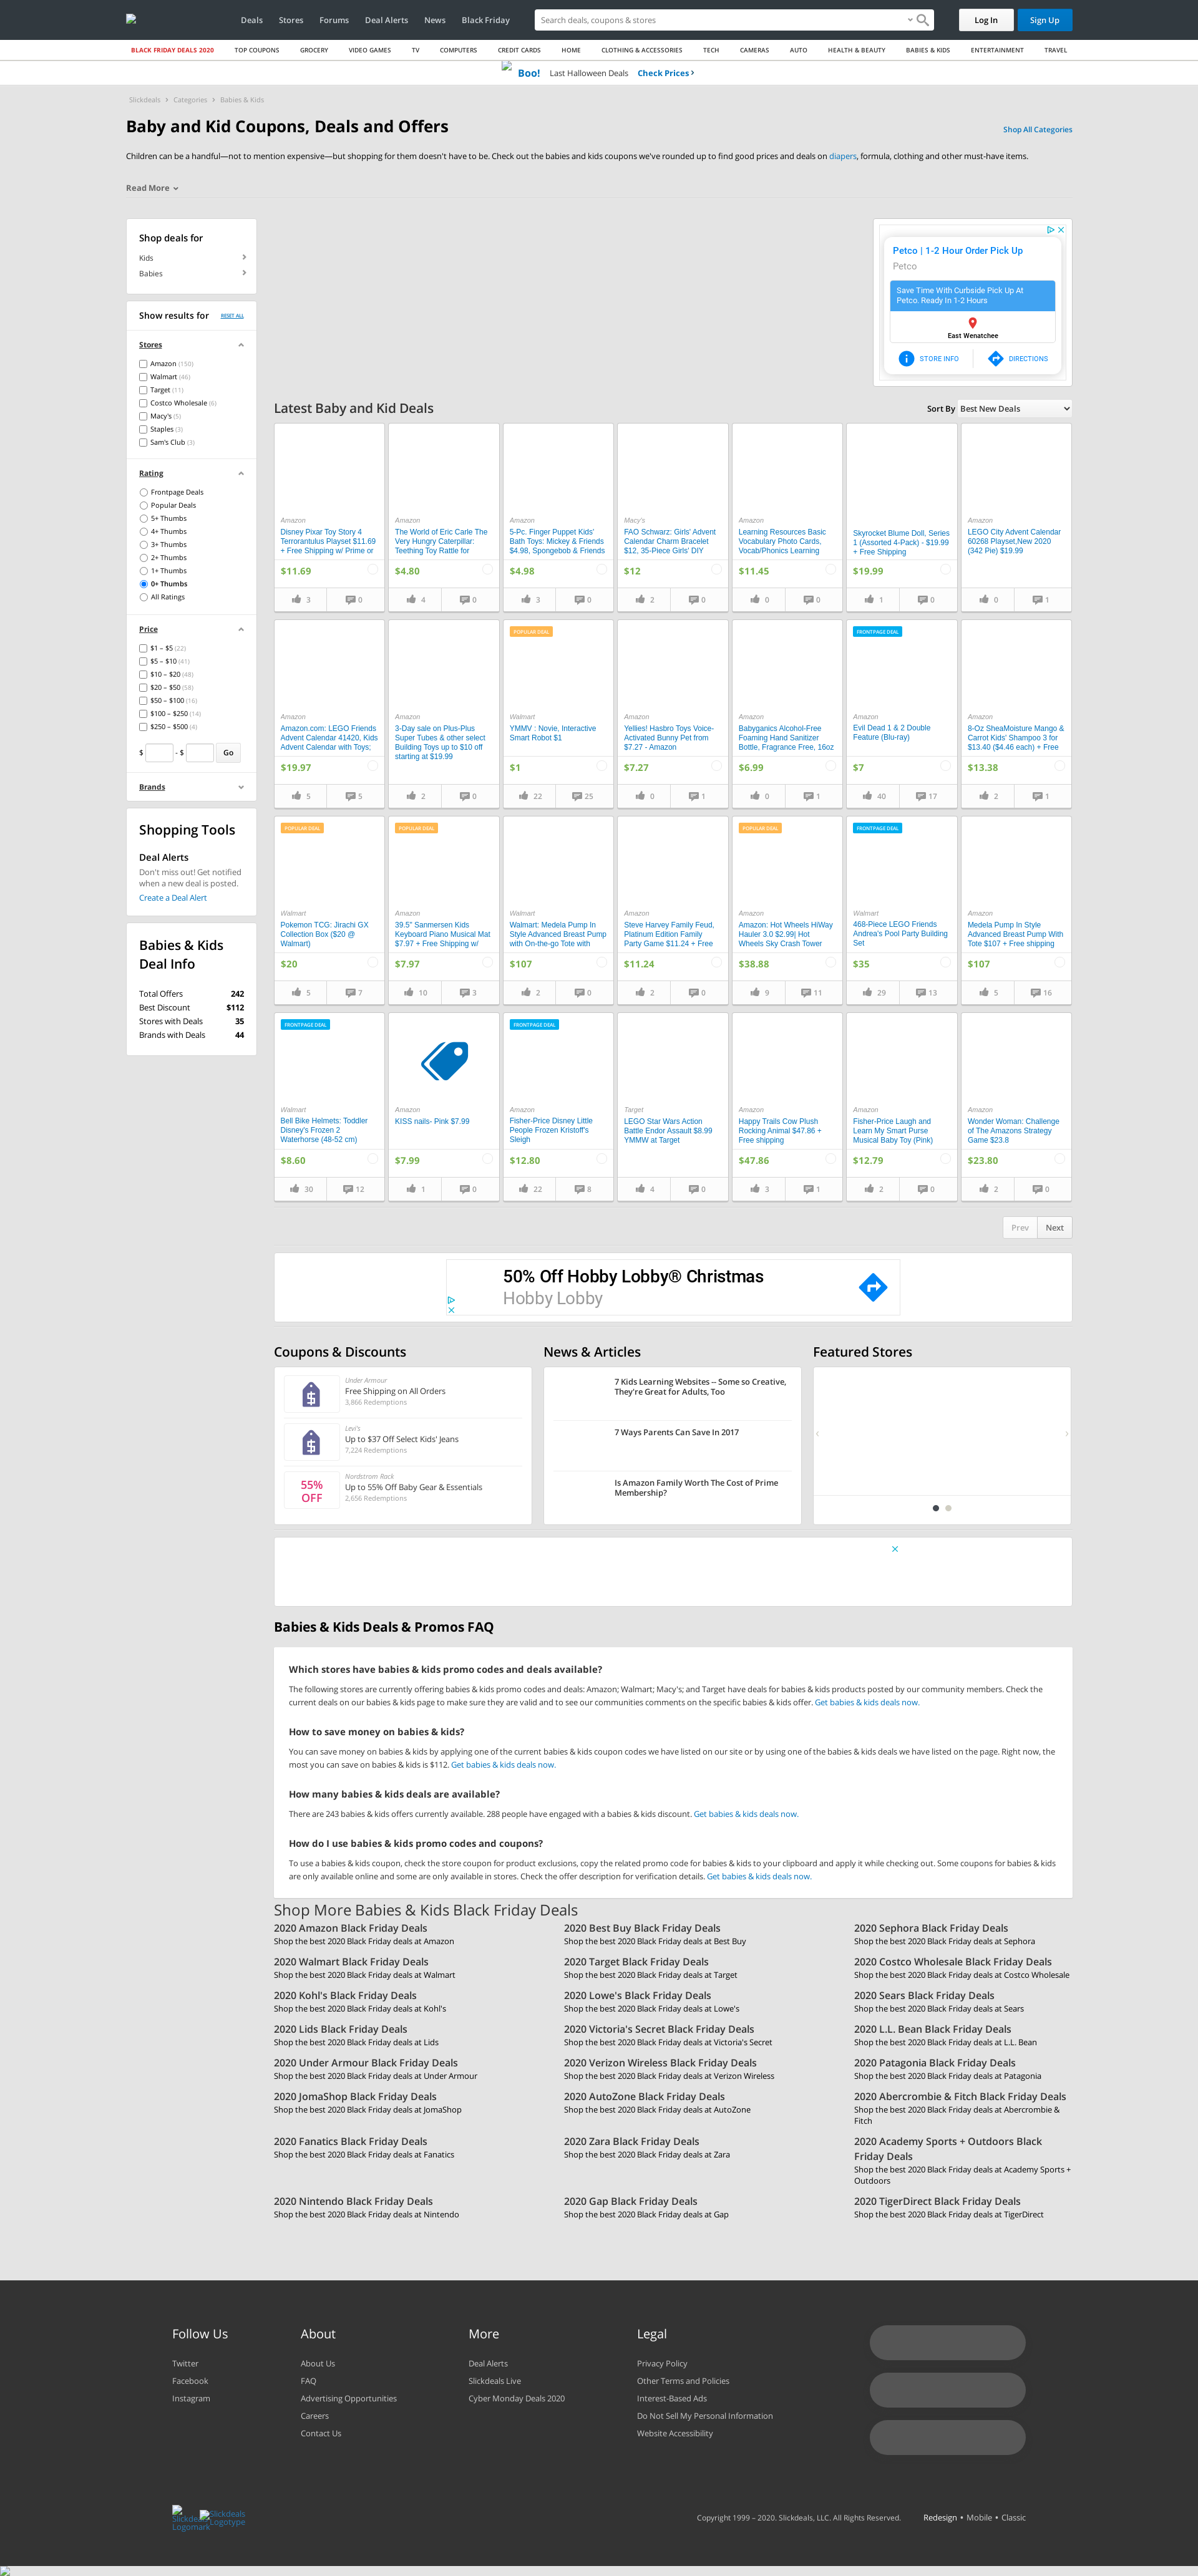 Deals Stores Forums Deal Alerts News Black Friday
Search deals, coupons & stores
Log In
Sign Up
BLACK FRIDAY DEALS 2020 TOP COUPONS GROCERY VIDEO GAMES TV COMPUTERS CREDIT CARDS HOME CLOTHING & ACCESSORIES TECH CAMERAS AUTO HEALTH & BEAUTY BABIES & KIDS ENTERTAINMENT TRAVEL
Boo! Last Halloween Deals Check Prices
Slickdeals Categories Babies & Kids
Baby and Kid Coupons, Deals and Offers
Shop All Categories
Children can be a handful—not to mention expensive—but shopping for them doesn't have to be. Check out the babies and kids coupons we've rounded up to find good prices and deals on diapers, formula, clothing and other must-have items.
Read More
Shop deals for
Kids
Babies
Show results for RESET ALL
Stores
Amazon (150)
Walmart (46)
Target (11)
Costco Wholesale (6)
Macy's (5)
Staples (3)
Sam's Club (3)
Rating
Frontpage Deals
Popular Deals
5+ Thumbs
4+ Thumbs
3+ Thumbs
2+ Thumbs
1+ Thumbs
0+ Thumbs
All Ratings
Price
$1 – $5 (22)
$5 – $10 (41)
$10 – $20 (48)
$20 – $50 (58)
$50 – $100 (16)
$100 – $250 (14)
$250 – $500 (4)
$ - $ Go
Brands
Shopping Tools
Deal Alerts
Don't miss out! Get notified
when a new deal is posted.
Create a Deal Alert
Babies & Kids
Deal Info
Total Offers 242
Best Discount $112
Stores with Deals 35
Brands with Deals 44
Petco | 1-2 Hour Order Pick Up
Petco
Save Time With Curbside Pick Up At
Petco. Ready In 1-2 Hours
East Wenatchee
STORE INFO
DIRECTIONS
Latest Baby and Kid Deals
Sort By Best New Deals
Amazon
Disney Pixar Toy Story 4
Terrorantulus Playset $11.69
+ Free Shipping w/ Prime or
$11.69
3 0
Amazon
The World of Eric Carle The
Very Hungry Caterpillar:
Teething Toy Rattle for
$4.80
4 0
Amazon
5-Pc. Finger Puppet Kids'
Bath Toys: Mickey & Friends
$4.98, Spongebob & Friends
$4.98
3 0
Macy's
FAO Schwarz: Girls' Advent
Calendar Charm Bracelet
$12, 35-Piece Girls' DIY
$12
2 0
Amazon
Learning Resources Basic
Vocabulary Photo Cards,
Vocab/Phonics Learning
$11.45
0 0
Skyrocket Blume Doll, Series
1 (Assorted 4-Pack) - $19.99
+ Free Shipping
$19.99
1 0
Amazon
LEGO City Advent Calendar
60268 Playset,New 2020
(342 Pie) $19.99
0 1
Amazon
Amazon.com: LEGO Friends
Advent Calendar 41420, Kids
Advent Calendar with Toys;
$19.97
5 5
Amazon
3-Day sale on Plus-Plus
Super Tubes & other select
Building Toys up to $10 off
starting at $19.99
2 0
POPULAR DEAL
Walmart
YMMV : Novie, Interactive
Smart Robot $1
$1
22 25
Amazon
Yellies! Hasbro Toys Voice-
Activated Bunny Pet from
$7.27 - Amazon
$7.27
0 1
Amazon
Babyganics Alcohol-Free
Foaming Hand Sanitizer
Bottle, Fragrance Free, 16oz
$6.99
0 1
FRONTPAGE DEAL
Amazon
Evil Dead 1 & 2 Double
Feature (Blu-ray)
$7
40 17
Amazon
8-Oz SheaMoisture Mango &
Carrot Kids' Shampoo 3 for
$13.40 ($4.46 each) + Free
$13.38
2 1
POPULAR DEAL
Walmart
Pokemon TCG: Jirachi GX
Collection Box ($20 @
Walmart)
$20
5 7
POPULAR DEAL
Amazon
39.5" Sanmersen Kids
Keyboard Piano Musical Mat
$7.97 + Free Shipping w/
$7.97
10 3
Walmart
Walmart: Medela Pump In
Style Advanced Breast Pump
with On-the-go Tote with
$107
2 0
Amazon
Steve Harvey Family Feud,
Platinum Edition Family
Party Game $11.24 + Free
$11.24
2 0
POPULAR DEAL
Amazon
Amazon: Hot Wheels HiWay
Hauler 3.0 $2.99| Hot
Wheels Sky Crash Tower
$38.88
9 11
FRONTPAGE DEAL
Walmart
468-Piece LEGO Friends
Andrea's Pool Party Building
Set
$35
29 13
Amazon
Medela Pump In Style
Advanced Breast Pump With
Tote $107 + Free shipping
$107
5 16
FRONTPAGE DEAL
Walmart
Bell Bike Helmets: Toddler
Disney's Frozen 2
Waterhorse (48-52 cm)
$8.60
30 12
Amazon
KISS nails- Pink $7.99
$7.99
1 0
FRONTPAGE DEAL
Amazon
Fisher-Price Disney Little
People Frozen Kristoff's
Sleigh
$12.80
22 8
Target
LEGO Star Wars Action
Battle Endor Assault $8.99
YMMW at Target
4 0
Amazon
Happy Trails Cow Plush
Rocking Animal $47.86 +
Free shipping
$47.86
3 1
Amazon
Fisher-Price Laugh and
Learn My Smart Purse
Musical Baby Toy (Pink)
$12.79
2 0
Amazon
Wonder Woman: Challenge
of The Amazons Strategy
Game $23.8
$23.80
2 0
Prev Next
50% Off Hobby Lobby® Christmas
Hobby Lobby
Coupons & Discounts
Under Armour
Free Shipping on All Orders
3,866 Redemptions
Levi's
Up to $37 Off Select Kids' Jeans
7,224 Redemptions
55%
OFF
Nordstrom Rack
Up to 55% Off Baby Gear & Essentials
2,656 Redemptions
News & Articles
7 Kids Learning Websites -- Some so Creative,
They're Great for Adults, Too
7 Ways Parents Can Save In 2017
Is Amazon Family Worth The Cost of Prime
Membership?
Featured Stores
Babies & Kids Deals & Promos FAQ
Which stores have babies & kids promo codes and deals available?
The following stores are currently offering babies & kids promo codes and deals: Amazon; Walmart; Macy's; and Target have deals for babies & kids products posted by our community members. Check the
current deals on our babies & kids page to make sure they are valid and to see our communities comments on the specific babies & kids offer. Get babies & kids deals now.
How to save money on babies & kids?
You can save money on babies & kids by applying one of the current babies & kids coupon codes we have listed on our site or by using one of the babies & kids deals we have listed on the page. Right now, the
most you can save on babies & kids is $112. Get babies & kids deals now.
How many babies & kids deals are available?
There are 243 babies & kids offers currently available. 288 people have engaged with a babies & kids discount. Get babies & kids deals now.
How do I use babies & kids promo codes and coupons?
To use a babies & kids coupon, check the store coupon for product exclusions, copy the related promo code for babies & kids to your clipboard and apply it while checking out. Some coupons for babies & kids
are only available online and some are only available in stores. Check the offer description for verification details. Get babies & kids deals now.
Shop More Babies & Kids Black Friday Deals
2020 Amazon Black Friday Deals
Shop the best 2020 Black Friday deals at Amazon
2020 Best Buy Black Friday Deals
Shop the best 2020 Black Friday deals at Best Buy
2020 Sephora Black Friday Deals
Shop the best 2020 Black Friday deals at Sephora
2020 Walmart Black Friday Deals
Shop the best 2020 Black Friday deals at Walmart
2020 Target Black Friday Deals
Shop the best 2020 Black Friday deals at Target
2020 Costco Wholesale Black Friday Deals
Shop the best 2020 Black Friday deals at Costco Wholesale
2020 Kohl's Black Friday Deals
Shop the best 2020 Black Friday deals at Kohl's
2020 Lowe's Black Friday Deals
Shop the best 2020 Black Friday deals at Lowe's
2020 Sears Black Friday Deals
Shop the best 2020 Black Friday deals at Sears
2020 Lids Black Friday Deals
Shop the best 2020 Black Friday deals at Lids
2020 Victoria's Secret Black Friday Deals
Shop the best 2020 Black Friday deals at Victoria's Secret
2020 L.L. Bean Black Friday Deals
Shop the best 2020 Black Friday deals at L.L. Bean
2020 Under Armour Black Friday Deals
Shop the best 2020 Black Friday deals at Under Armour
2020 Verizon Wireless Black Friday Deals
Shop the best 2020 Black Friday deals at Verizon Wireless
2020 Patagonia Black Friday Deals
Shop the best 2020 Black Friday deals at Patagonia
2020 JomaShop Black Friday Deals
Shop the best 2020 Black Friday deals at JomaShop
2020 AutoZone Black Friday Deals
Shop the best 2020 Black Friday deals at AutoZone
2020 Abercrombie & Fitch Black Friday Deals
Shop the best 2020 Black Friday deals at Abercrombie &
Fitch
2020 Fanatics Black Friday Deals
Shop the best 2020 Black Friday deals at Fanatics
2020 Zara Black Friday Deals
Shop the best 2020 Black Friday deals at Zara
2020 Academy Sports + Outdoors Black
Friday Deals
Shop the best 2020 Black Friday deals at Academy Sports +
Outdoors
2020 Nintendo Black Friday Deals
Shop the best 2020 Black Friday deals at Nintendo
2020 Gap Black Friday Deals
Shop the best 2020 Black Friday deals at Gap
2020 TigerDirect Black Friday Deals
Shop the best 2020 Black Friday deals at TigerDirect
Follow Us
Twitter
Facebook
Instagram
About
About Us
FAQ
Advertising Opportunities
Careers
Contact Us
More
Deal Alerts
Slickdeals Live
Cyber Monday Deals 2020
Legal
Privacy Policy
Other Terms and Policies
Interest-Based Ads
Do Not Sell My Personal Information
Website Accessibility
Slickdeals
Logomark
Slickdeals
Logotype
Copyright 1999 – 2020. Slickdeals, LLC. All Rights Reserved.
Redesign • Mobile • Classic